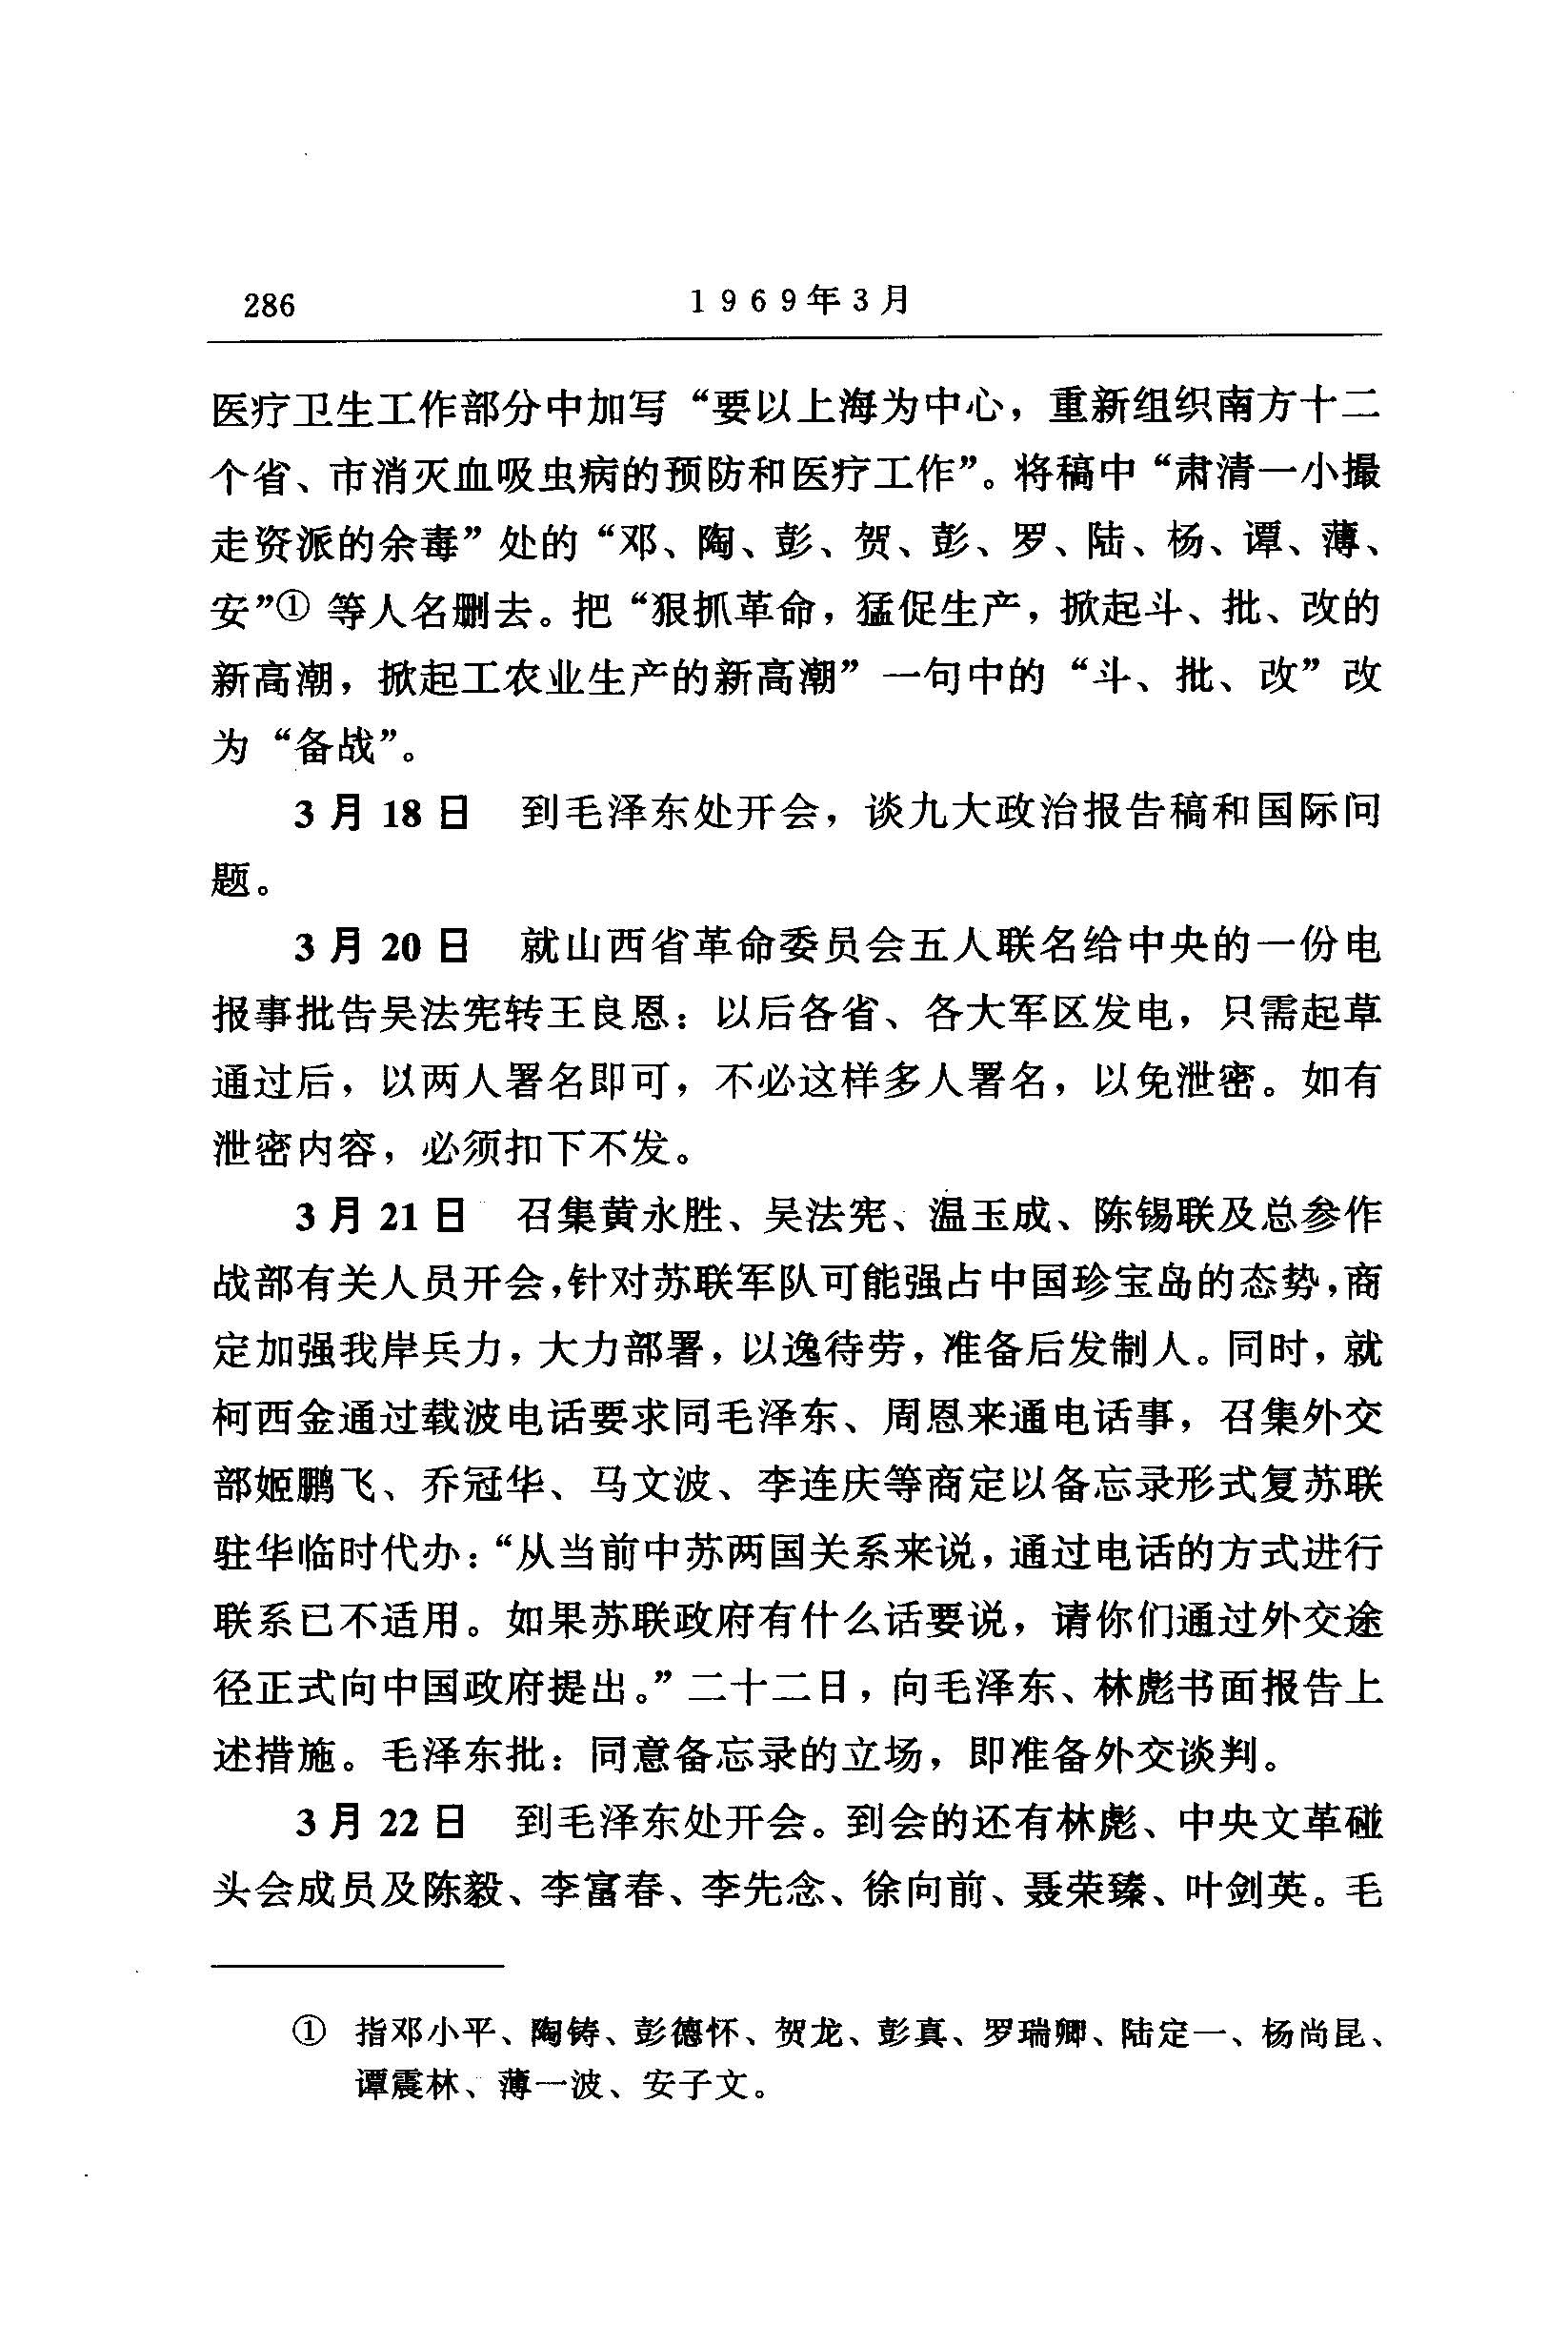 286
1969年3月
医疗卫生工作部分中加写“要以上海为中心，重新组织南方十二
个省、市消灭血吸虫病的预防和医疗工作”。将稿中“肃清一小撮
走资派的余毒”处的“邓、陶、彭、贺、彭、罗、陆、杨、谭、薄、
安”① 等人名删去。把“狠抓革命，猛促生产，掀起斗、批、改的
新高潮，掀起工农业生产的新高潮”一句中的“斗、批、改”改
为“备战”。
3月18日　到毛泽东处开会，谈九大政治报告稿和国际问
题。
3月20日　就山西省革命委员会五人联名给中央的一份电
报事批告吴法宪转王良恩：以后各省、各大军区发电，只需起草
通过后，以两人署名即可，不必这样多人署名，以免泄密。如有
泄密内容，必须扣下不发。
3月21日　召集黄永胜、吴法宪、温玉成、陈锡联及总参作
战部有关人员开会，针对苏联军队可能强占中国珍宝岛的态势，商
定加强我岸兵力，大力部署，以逸待劳，准备后发制人。同时，就
柯西金通过载波电话要求同毛泽东、周恩来通电话事，召集外交
部姬鹏飞、乔冠华、马文波、李连庆等商定以备忘录形式复苏联
驻华临时代办：“从当前中苏两国关系来说，通过电话的方式进行
联系已不适用。如果苏联政府有什么话要说，请你们通过外交途
径正式向中国政府提出。”二十二日，向毛泽东、林彪书面报告上
述措施。毛泽东批：同意备忘录的立场，即准备外交谈判。
3月22日　到毛泽东处开会。到会的还有林彪、中央文革碰
头会成员及陈毅、李富春、李先念、徐向前、聂荣臻、叶剑英。毛
①　指邓小平、陶铸、彭德怀、贺龙、彭真、罗瑞卿、陆定一、杨尚昆、
谭震林、薄一波、安子文。